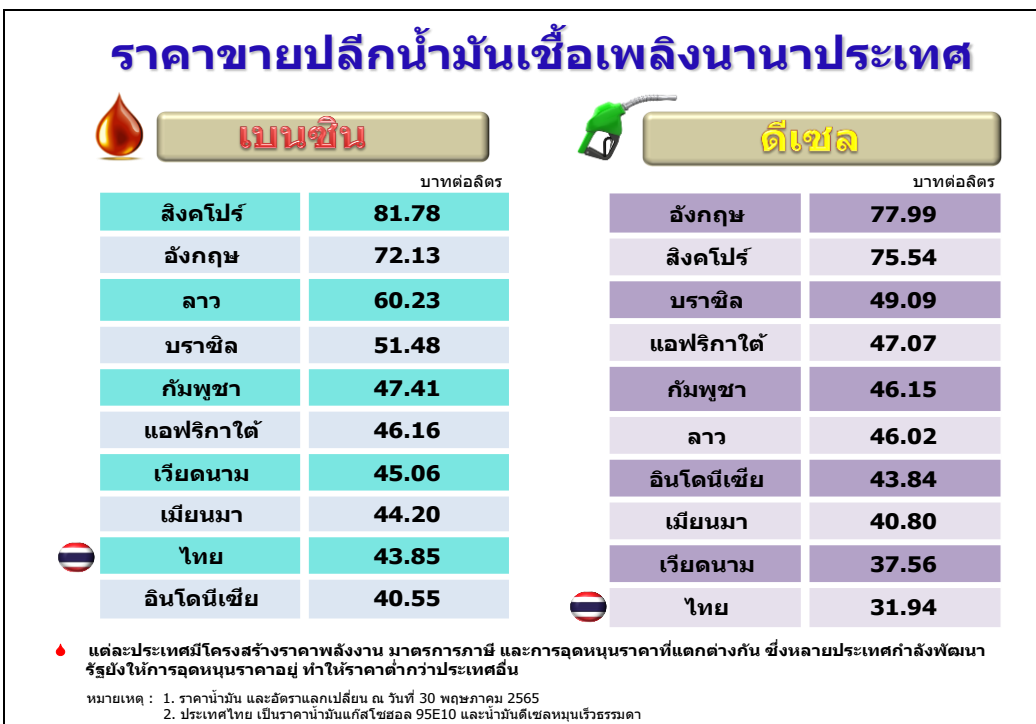 ราคาขายปลีกน้ำมันเชื้อเพลิงนานาประเทศ
เบนซิน
บาทต่อลิตร
สิงคโปร์ 81.78
อังกฤษ 72.13
ลาว 60.23
บราซิล 51.48
กัมพูชา 47.41
แอฟริกาใต้ 46.16
เวียดนาม 45.06
เมียนมา 44.20
ไทย 43.85
อินโดนีเซีย 40.55
ดีเซล
บาทต่อลิตร
อังกฤษ 77.99
สิงคโปร์ 75.54
บราซิล 49.09
แอฟริกาใต้ 47.07
กัมพูชา 46.15
ลาว 46.02
อินโดนีเซีย 43.84
เมียนมา 40.80
เวียดนาม 37.56
ไทย 31.94
แต่ละประเทศมีโครงสร้างราคาพลังงาน มาตรการภาษี และการอุดหนุนราคาที่แตกต่างกัน ซึ่งหลายประเทศกำลังพัฒนา
รัฐยังให้การอุดหนุนราคาอยู่ ทำให้ราคาต่ำกว่าประเทศอื่น
หมายเหตุ : 1. ราคาน้ำมัน และอัตราแลกเปลี่ยน ณ วันที่ 30 พฤษภาคม 2565
2. ประเทศไทย เป็นราคาน้ำมันแก๊สโซฮอล 95E10 และน้ำมันดีเซลหมุนเร็วธรรมดา